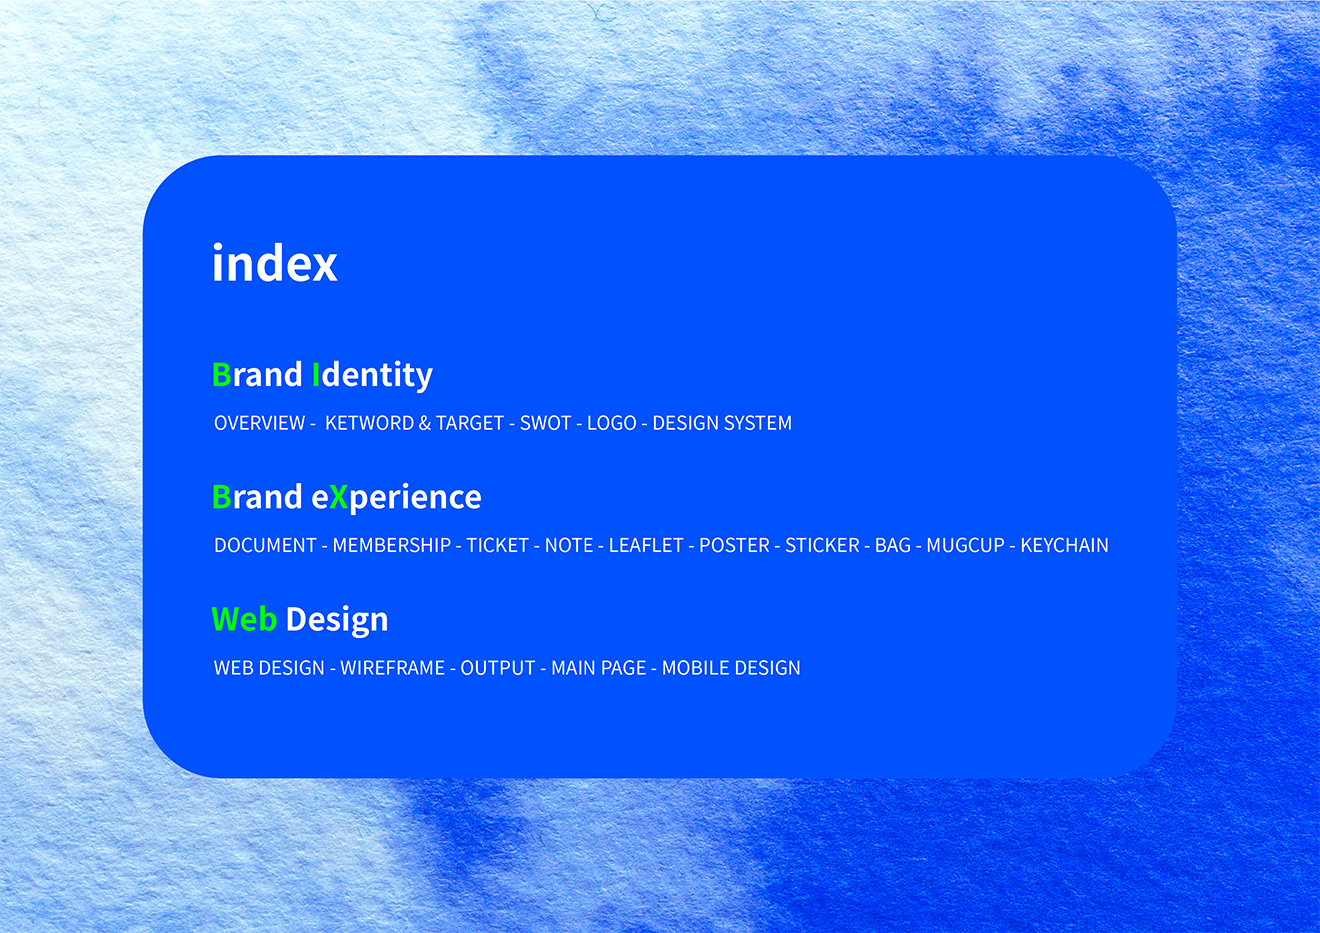 index
Brand Identity
OVERVIEW -  KETWORD & TARGET - SWOT - LOGO - DESIGN SYSTEM
Brand eXperience
DOCUMENT - MEMBERSHIP - TICKET - NOTE - LEAFLET - POSTER - STICKER - BAG - MUGCUP - KEYCHAIN
Web Design
WEB DESIGN - WIREFRAME - OUTPUT - MAIN PAGE - MOBILE DESIGN